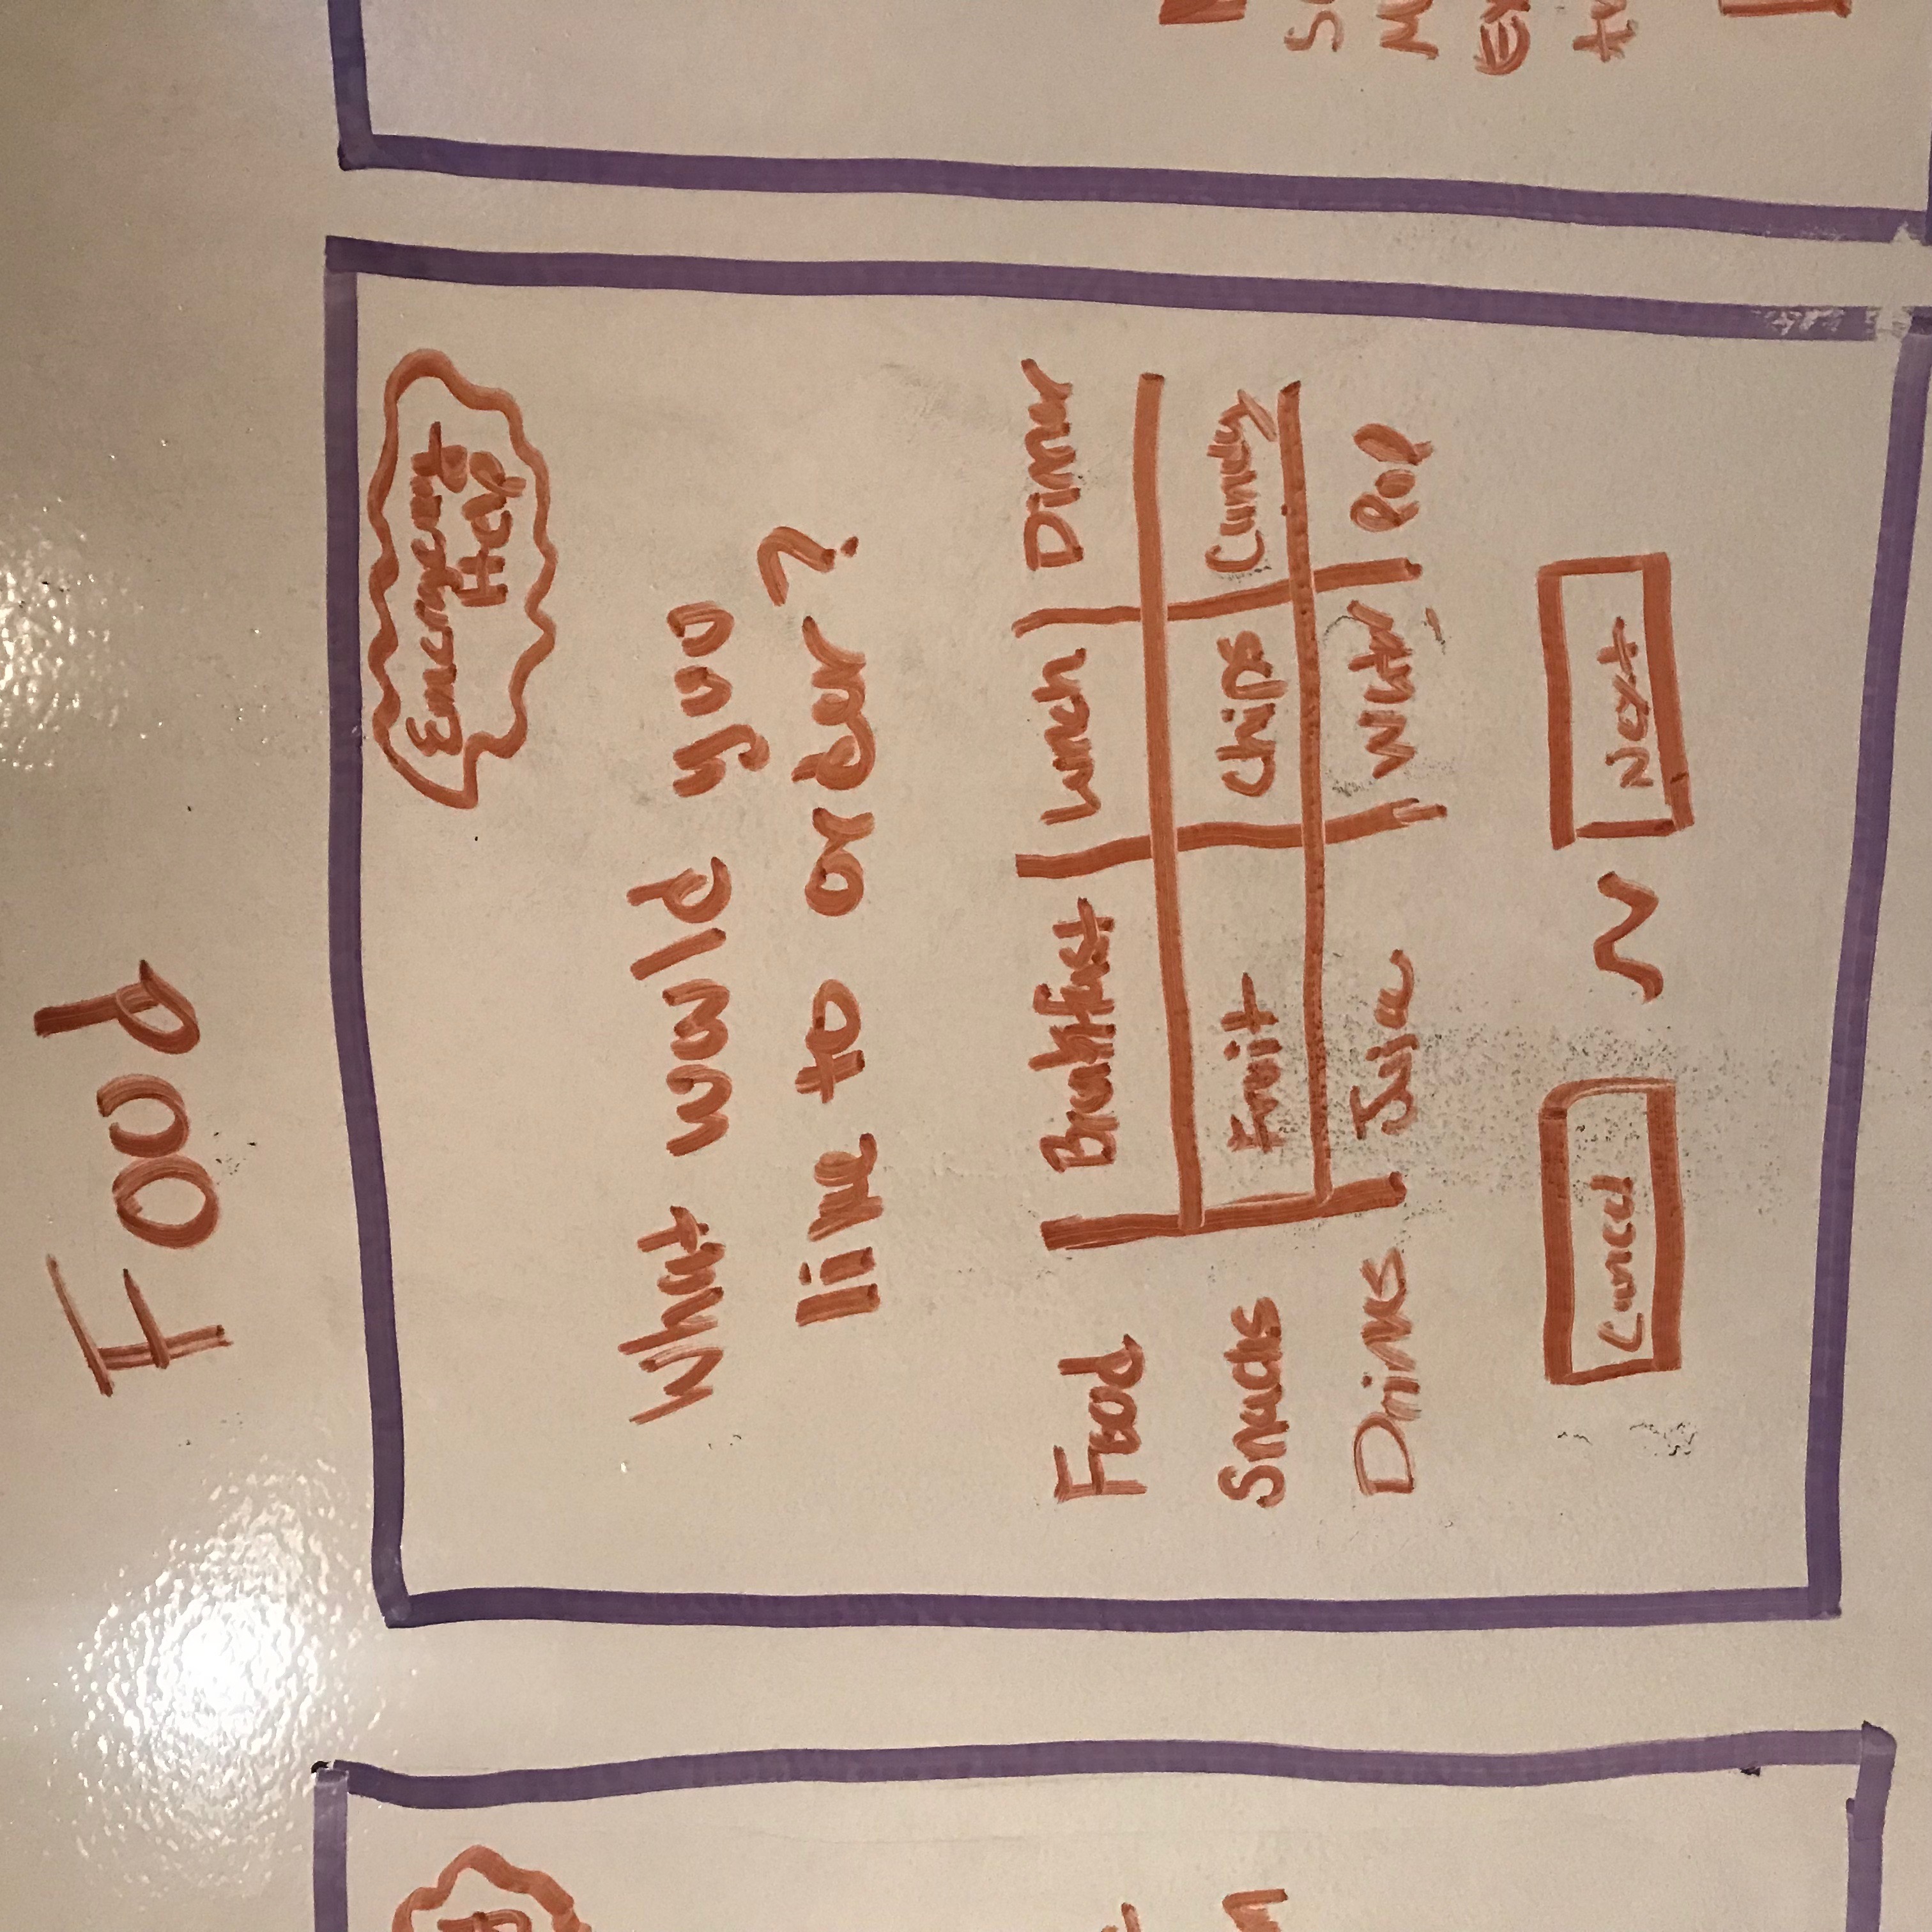 Food
Emergency
Help
What would you
like to order?
Food Breakfast Lunch Dinner
Snacks Fruit Chips Candy
Drinks Juice Water Pop
Cancel ~ Next